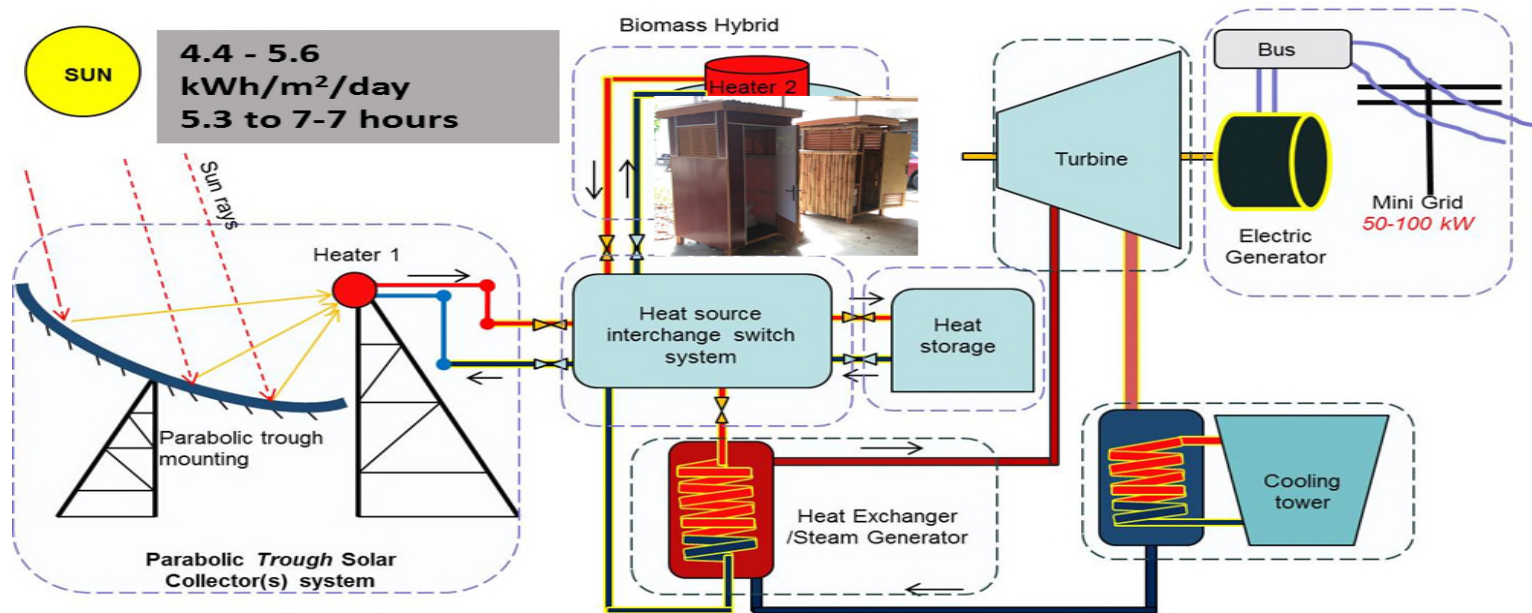 SUN
4.4 - 5.6
kWh/m²/day
5.3 to 7-7 hours
Biomass Hybrid
Heater 2
Bus
Turbine
Mini Grid
50-100 kW
Electric
Generator
Sun rays
Heater 1
Heat source
interchange switch
system
Heat
storage
Parabolic trough
mounting
Heat Exchanger
/Steam Generator
Cooling
tower
Parabolic Trough Solar
Collector(s) system